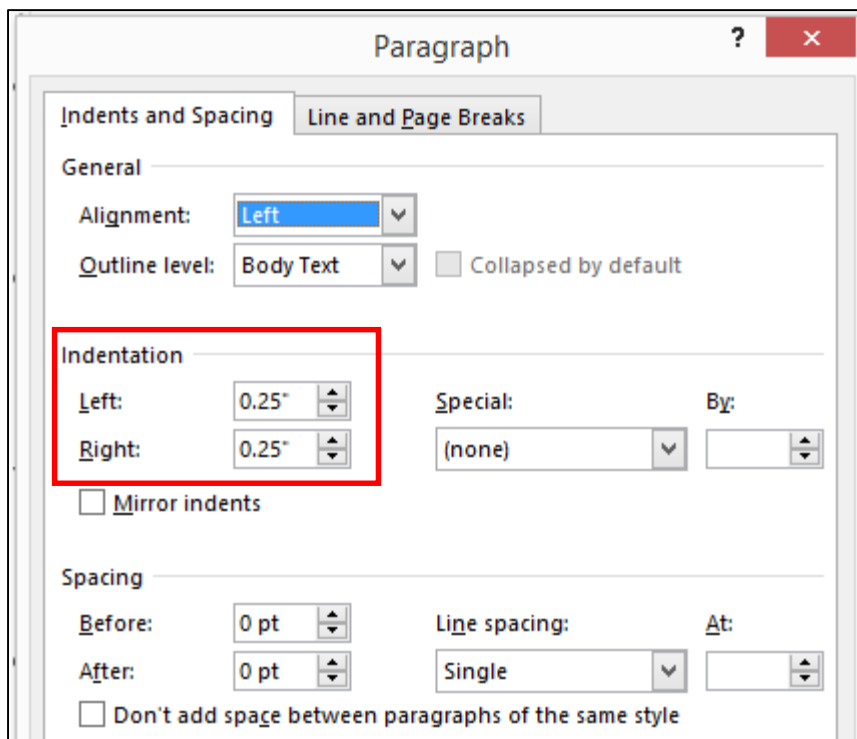 Paragraph ?
Indents and Spacing Line and Page Breaks
General
Alignment: Left
Outline level: Body Text Collapsed by default
Indentation
Left: 0.25" Special: By:
Right: 0.25" (none)
Mirror indents
Spacing
Before: 0 pt Line spacing: At:
After: 0 pt Single
Don't add space between paragraphs of the same style